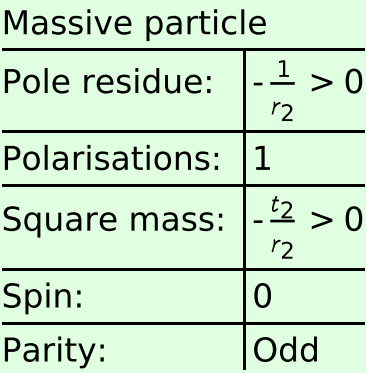 Massive particle
Pole residue: -1/r2 > 0
Polarisations: 1
Square mass: -t2/r2 > 0
Spin: 0
Parity: Odd